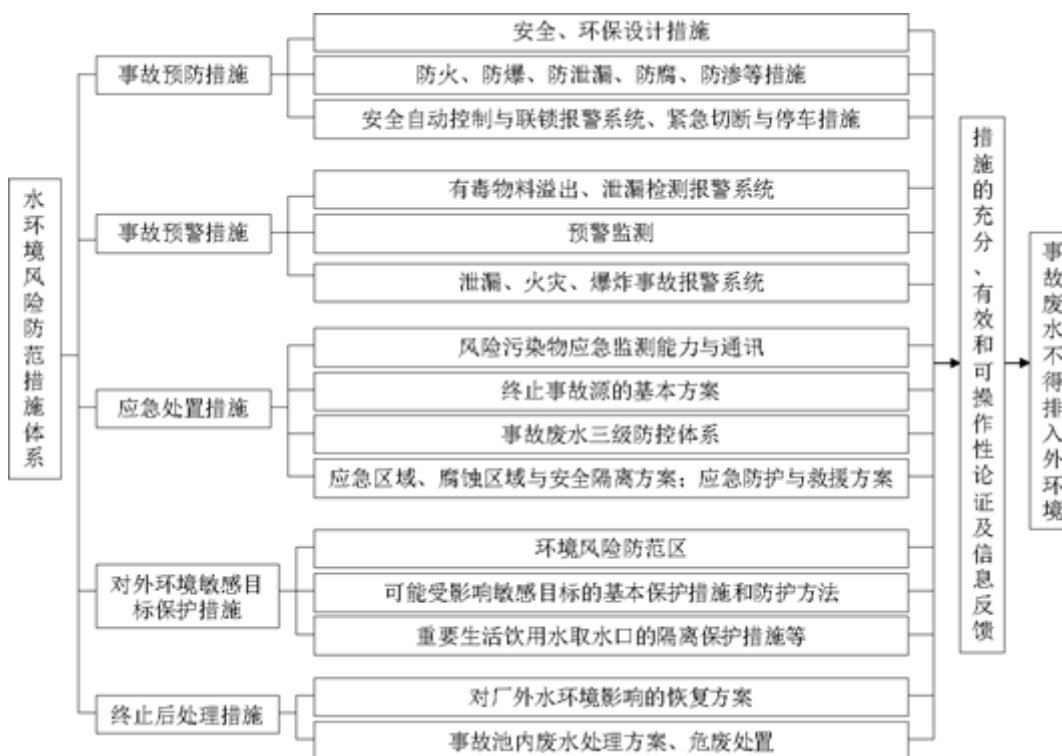 水环境风险防范措施体系
事故预防措施
安全、环保设计措施
防火、防爆、防泄漏、防腐、防渗等措施
安全自动控制与联锁报警系统、紧急切断与停车措施
事故预警措施
有毒物料溢出、泄漏检测报警系统
预警监测
泄漏、火灾、爆炸事故报警系统
应急处置措施
风险污染物应急监测能力与通讯
终止事故源的基本方案
事故废水三级防控体系
应急区域、腐蚀区域与安全隔离方案；应急防护与救援方案
对外环境敏感目
标保护措施
环境风险防范区
可能受影响敏感目标的基本保护措施和防护方法
重要生活饮用水取水口的隔离保护措施等
终止后处理措施
对厂外水环境影响的恢复方案
事故池内废水处理方案、危废处置
措施的充分、有效和可操作性论证及信息反馈
事故废水不得排入外环境